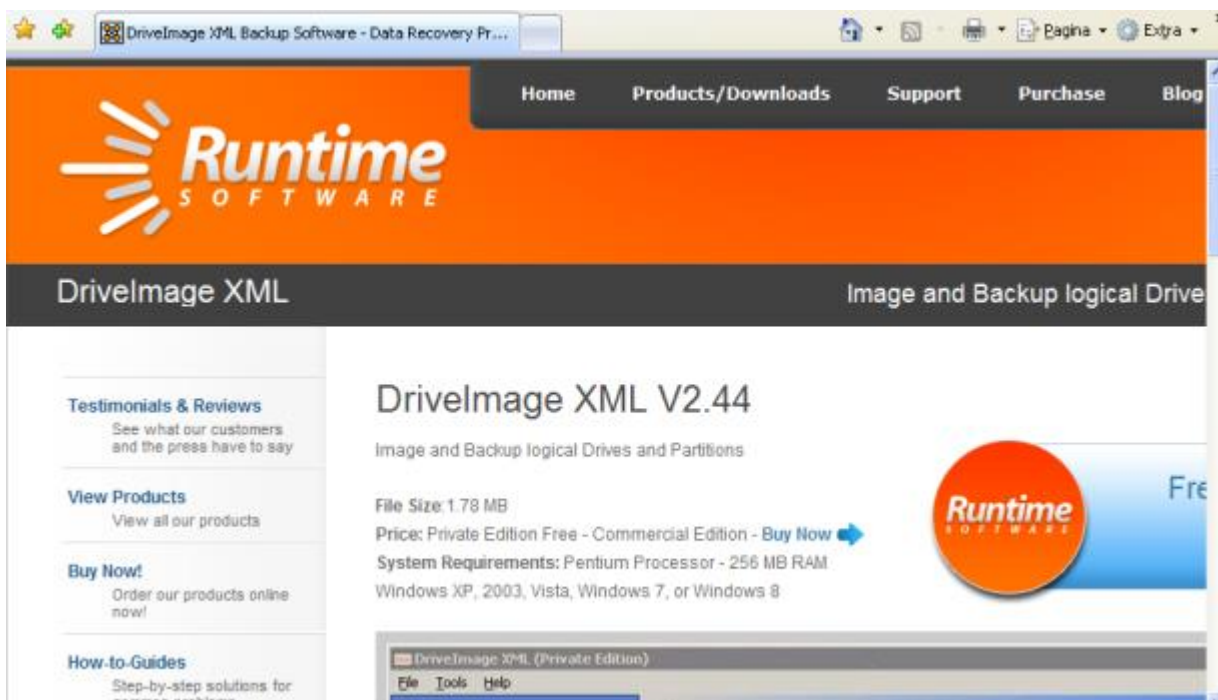 DriveImage XML Backup Software - Data Recovery Pr...
Pagina
Extra
Home
Products/Downloads
Support
Purchase
Blog
Runtime
SOFTWARE
DriveImage XML
Image and Backup logical Drive
Testimonials & Reviews
See what our customers
and the press have to say
View Products
View all our products
Buy Now!
Order our products online
now!
How-to-Guides
Step-by-step solutions for
DriveImage XML V2.44
Image and Backup logical Drives and Partitions
File Size:1.78 MB
Price: Private Edition Free - Commercial Edition - Buy Now
System Requirements: Pentium Processor - 256 MB RAM
Windows XP, 2003, Vista, Windows 7, or Windows 8
Runtime
SOFTWARE
Fre
DriveImage XML (Private Edition)
File Tools Help